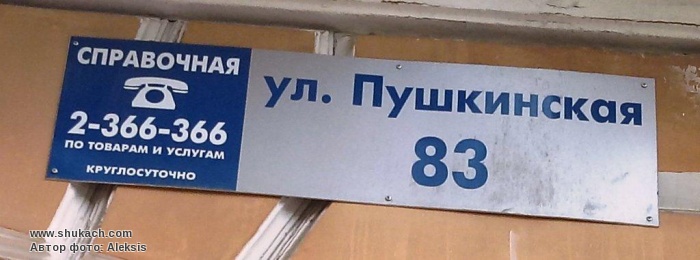 СПРАВОЧНАЯ
2-366-366
ПО ТОВАРАМ И УСЛУГАМ
КРУГЛОСУТОЧНО
ул. Пушкинская
83
www.shukach.com
Автор фото: Aleksis